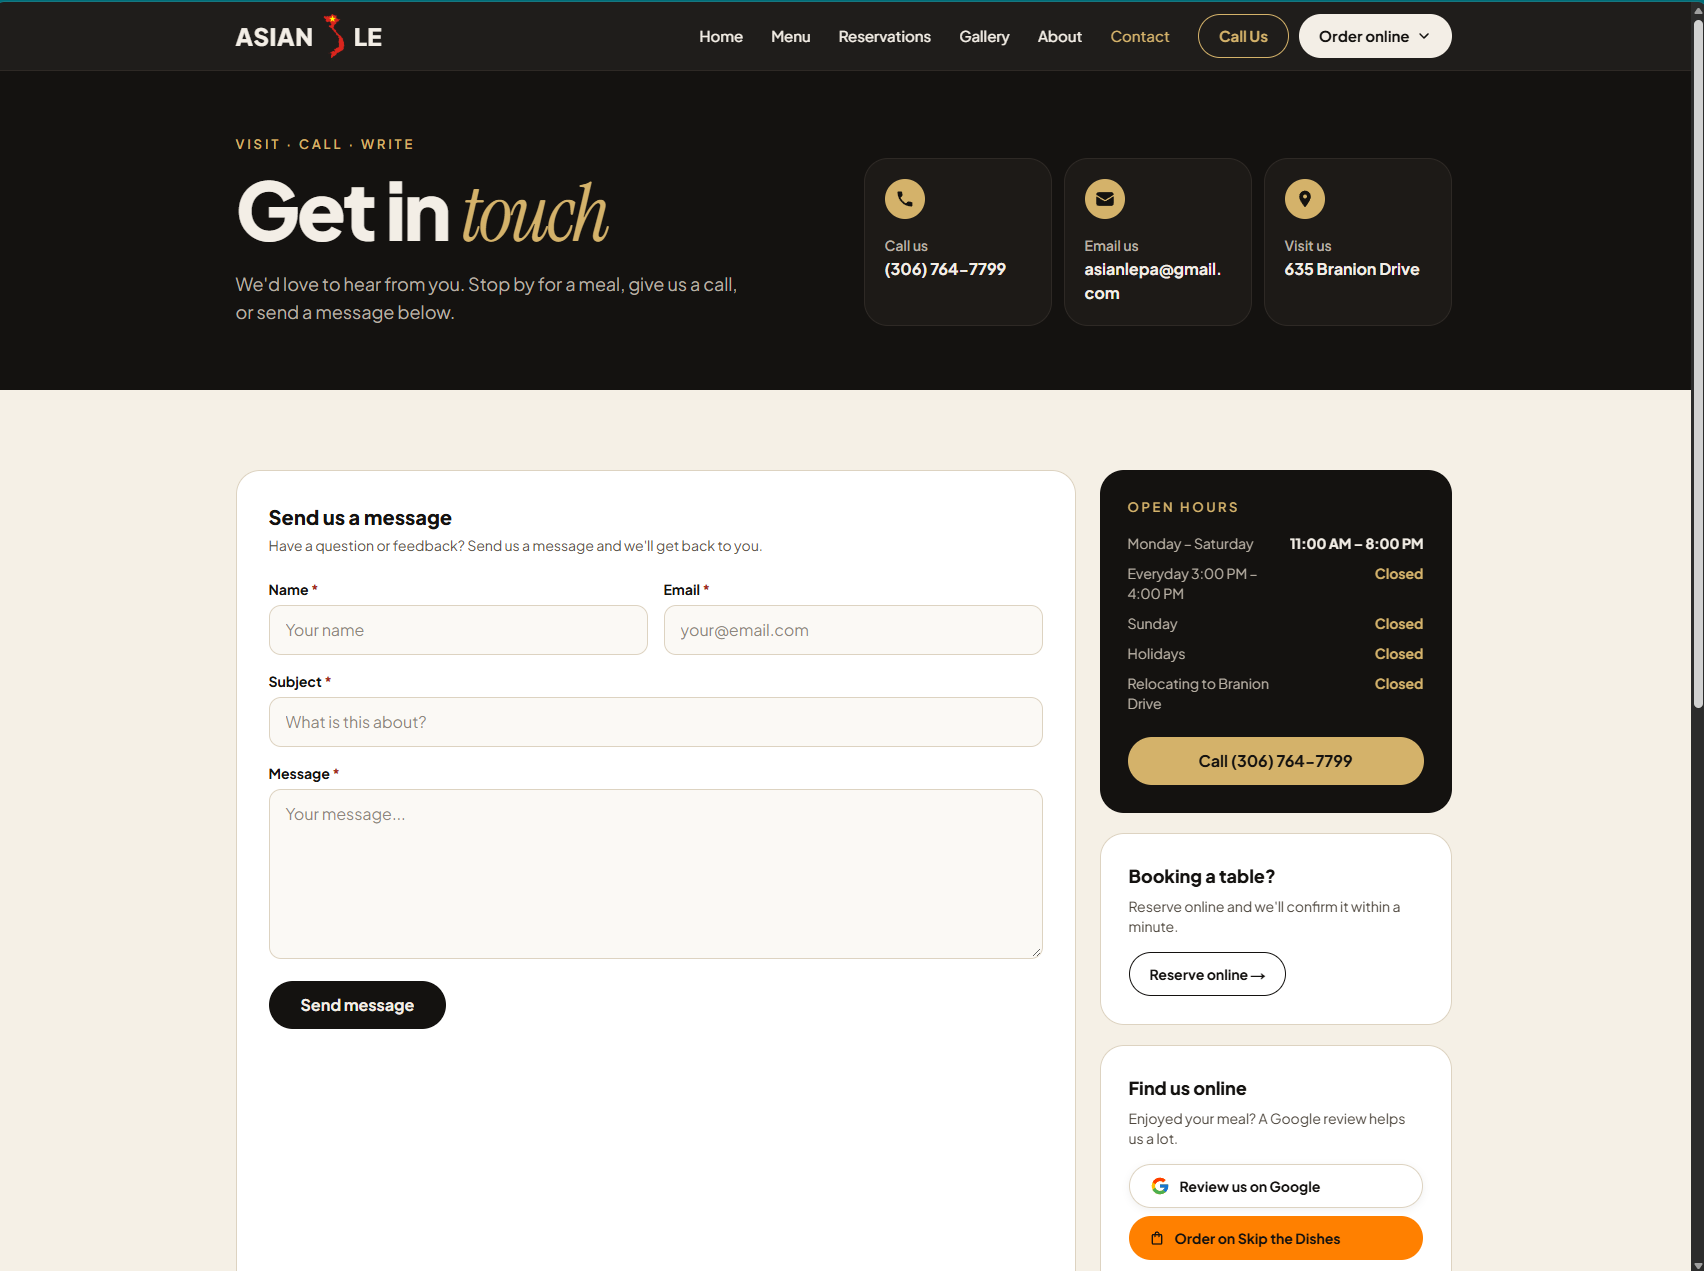 ASIAN LE
Home
Menu
Reservations
Gallery
About
Contact
Call Us
Order online
VISIT · CALL · WRITE
Get in touch
We'd love to hear from you. Stop by for a meal, give us a call,
or send a message below.
Call us
(306) 764-7799
Email us
asianlepa@gmail.
com
Visit us
635 Branion Drive
Send us a message
Have a question or feedback? Send us a message and we'll get back to you.
Name *
Your name
Email *
your@email.com
Subject *
What is this about?
Message *
Your message...
Send message
OPEN HOURS
Monday – Saturday 11:00 AM – 8:00 PM
Everyday 3:00 PM – Closed
4:00 PM
Sunday Closed
Holidays Closed
Relocating to Branion Closed
Drive
Call (306) 764-7799
Booking a table?
Reserve online and we'll confirm it within a
minute.
Reserve online →
Find us online
Enjoyed your meal? A Google review helps
us a lot.
Review us on Google
Order on Skip the Dishes